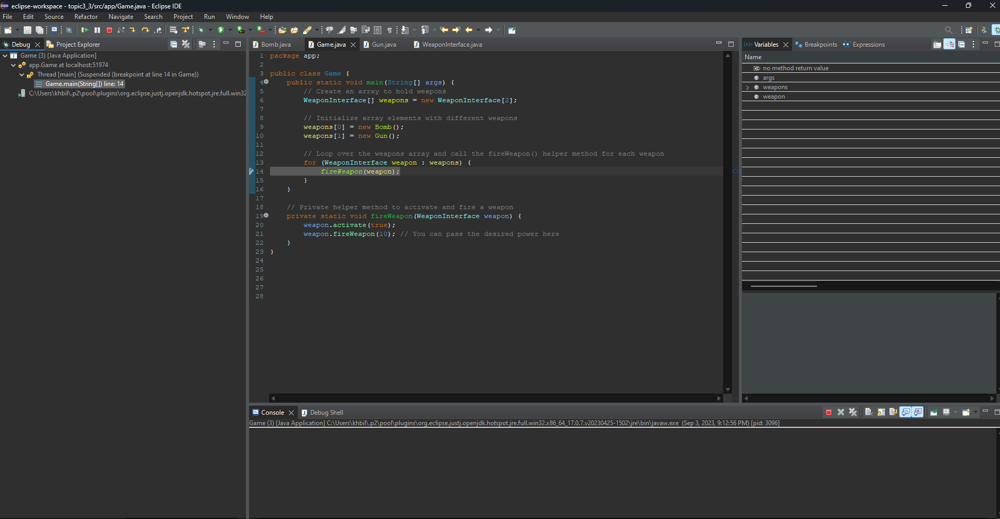 eclipse-workspace - topic3_3/src/app/Game.java - Eclipse IDE
File Edit Source Refactor Navigate Search Project Run Window Help
Debug Project Explorer
Game (3) [Java Application]
app.Game at localhost:51974
Thread [main] (Suspended (breakpoint at line 14 in Game))
Game.main(String[]) line: 14
C:\Users\khbil\.p2\pool\plugins\org.eclipse.justj.openjdk.hotspot.jre.full.win32
Bomb.java Game.java Gun.java WeaponInterface.java
1 package app;
2
3 public class Game {
4 public static void main(String[] args) {
5 // Create an array to hold weapons
6 WeaponInterface[] weapons = new WeaponInterface[2];
7
8 // Initialize array elements with different weapons
9 weapons[0] = new Bomb();
10 weapons[1] = new Gun();
11
12 // Loop over the weapons array and call the fireWeapon() helper method for each weapon
13 for (WeaponInterface weapon : weapons) {
14 fireWeapon(weapon);
15 }
16 }
17
18 // Private helper method to activate and fire a weapon
19 private static void fireWeapon(WeaponInterface weapon) {
20 weapon.activate(true);
21 weapon.fireWeapon(10); // You can pass the desired power here
22 }
23 }
24
25
26
27
28
(x)= Variables Breakpoints Expressions
Name
no method return value
args
weapons
weapon
Console Debug Shell
Game (3) [Java Application] C:\Users\khbil\.p2\pool\plugins\org.eclipse.justj.openjdk.hotspot.jre.full.win32.x86_64_17.0.7.v20230425-1502\jre\bin\javaw.exe (Sep 3, 2023, 9:12:56 PM) [pid: 3096]